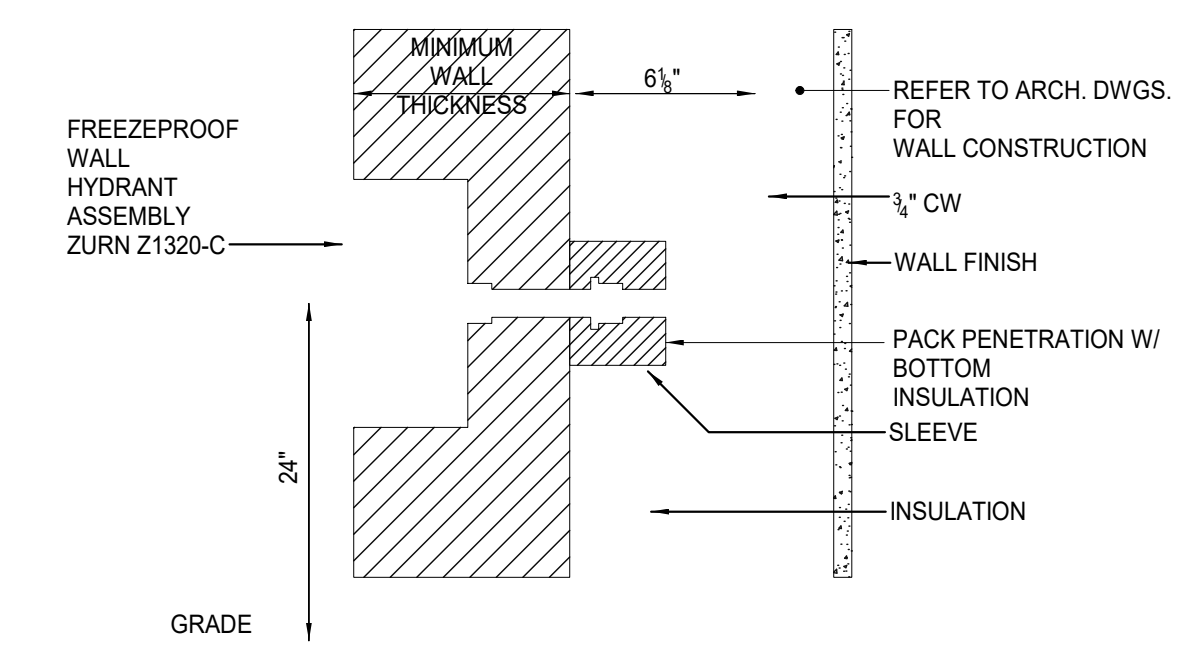 MINIMUM
WALL
THICKNESS
6⅛"
FREEZEPROOF
WALL
HYDRANT
ASSEMBLY
ZURN Z1320-C
REFER TO ARCH. DWGS.
FOR
WALL CONSTRUCTION
¾" CW
WALL FINISH
PACK PENETRATION W/
BOTTOM
INSULATION
SLEEVE
24"
INSULATION
GRADE